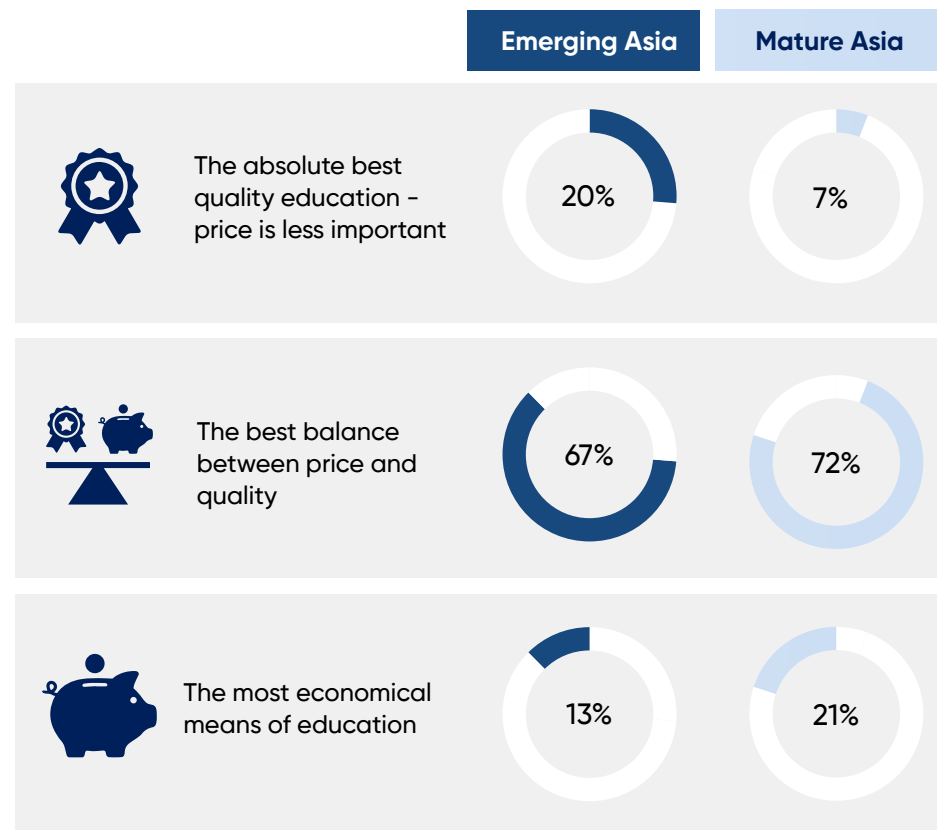 Emerging Asia
Mature Asia
The absolute best
quality education -
price is less important
20%
7%
The best balance
between price and
quality
67%
72%
The most economical
means of education
13%
21%